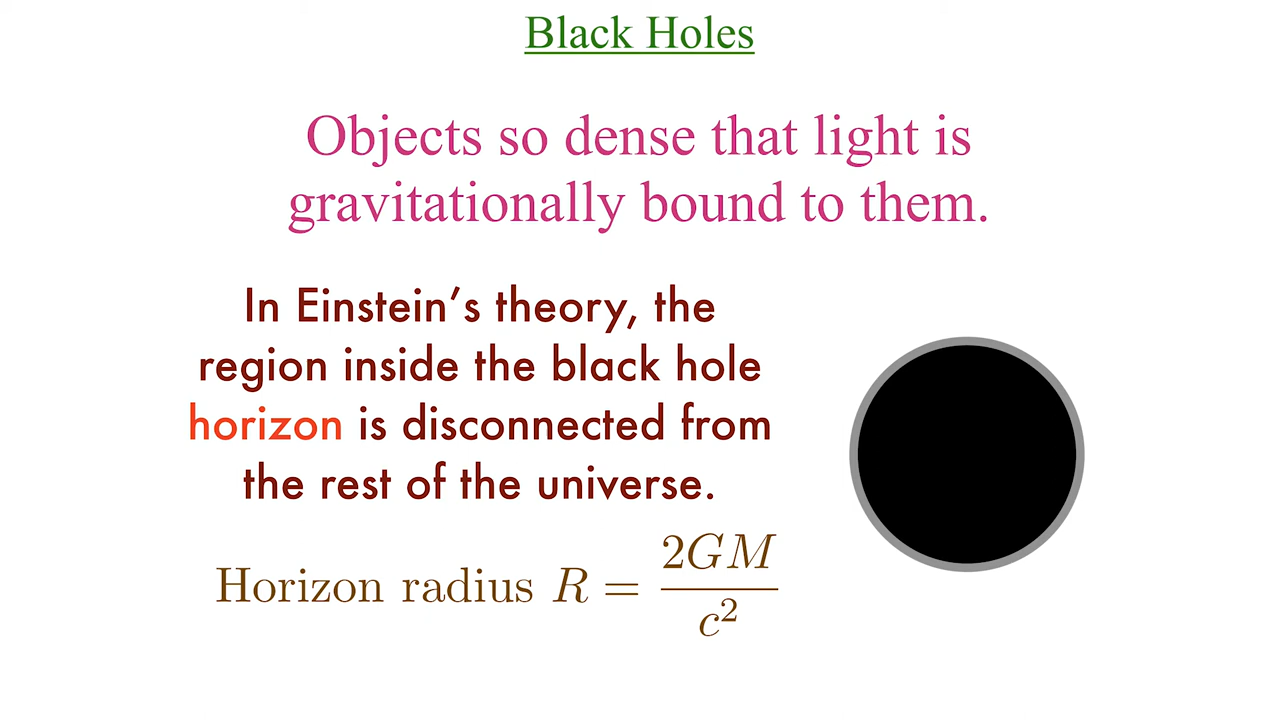 Black Holes
Objects so dense that light is
gravitationally bound to them.
In Einstein’s theory, the
region inside the black hole
horizon is disconnected from
the rest of the universe.
Horizon radius R = 2GM / c²